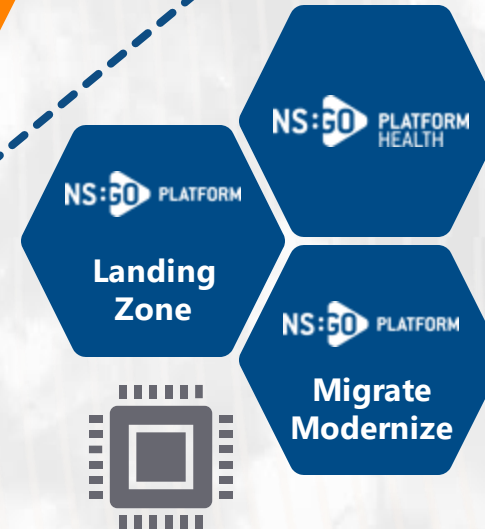 NS:GO PLATFORM
HEALTH
NS:GO PLATFORM
Landing
Zone
NS:GO PLATFORM
Migrate
Modernize